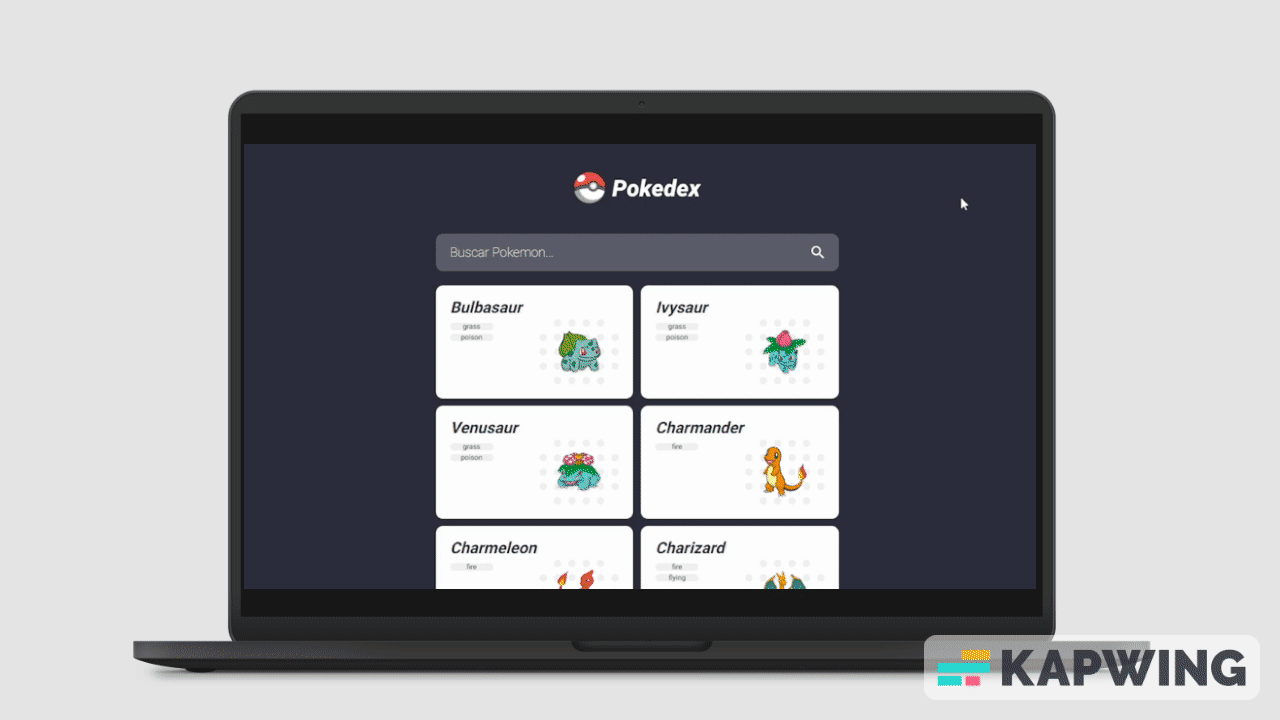 Pokedex
Buscar Pokemon...
Bulbasaur
grass
poison
Ivysaur
grass
poison
Venusaur
grass
poison
Charmander
fire
Charmeleon
fire
Charizard
fire
flying
KAPWING